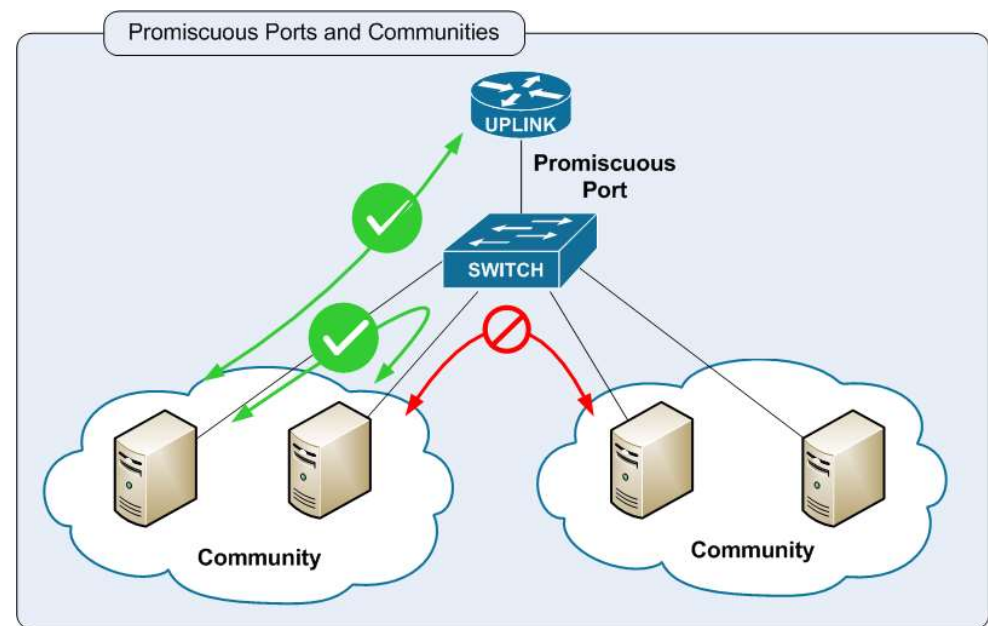 Promiscuous Ports and Communities
UPLINK
Promiscuous
Port
SWITCH
Community
Community